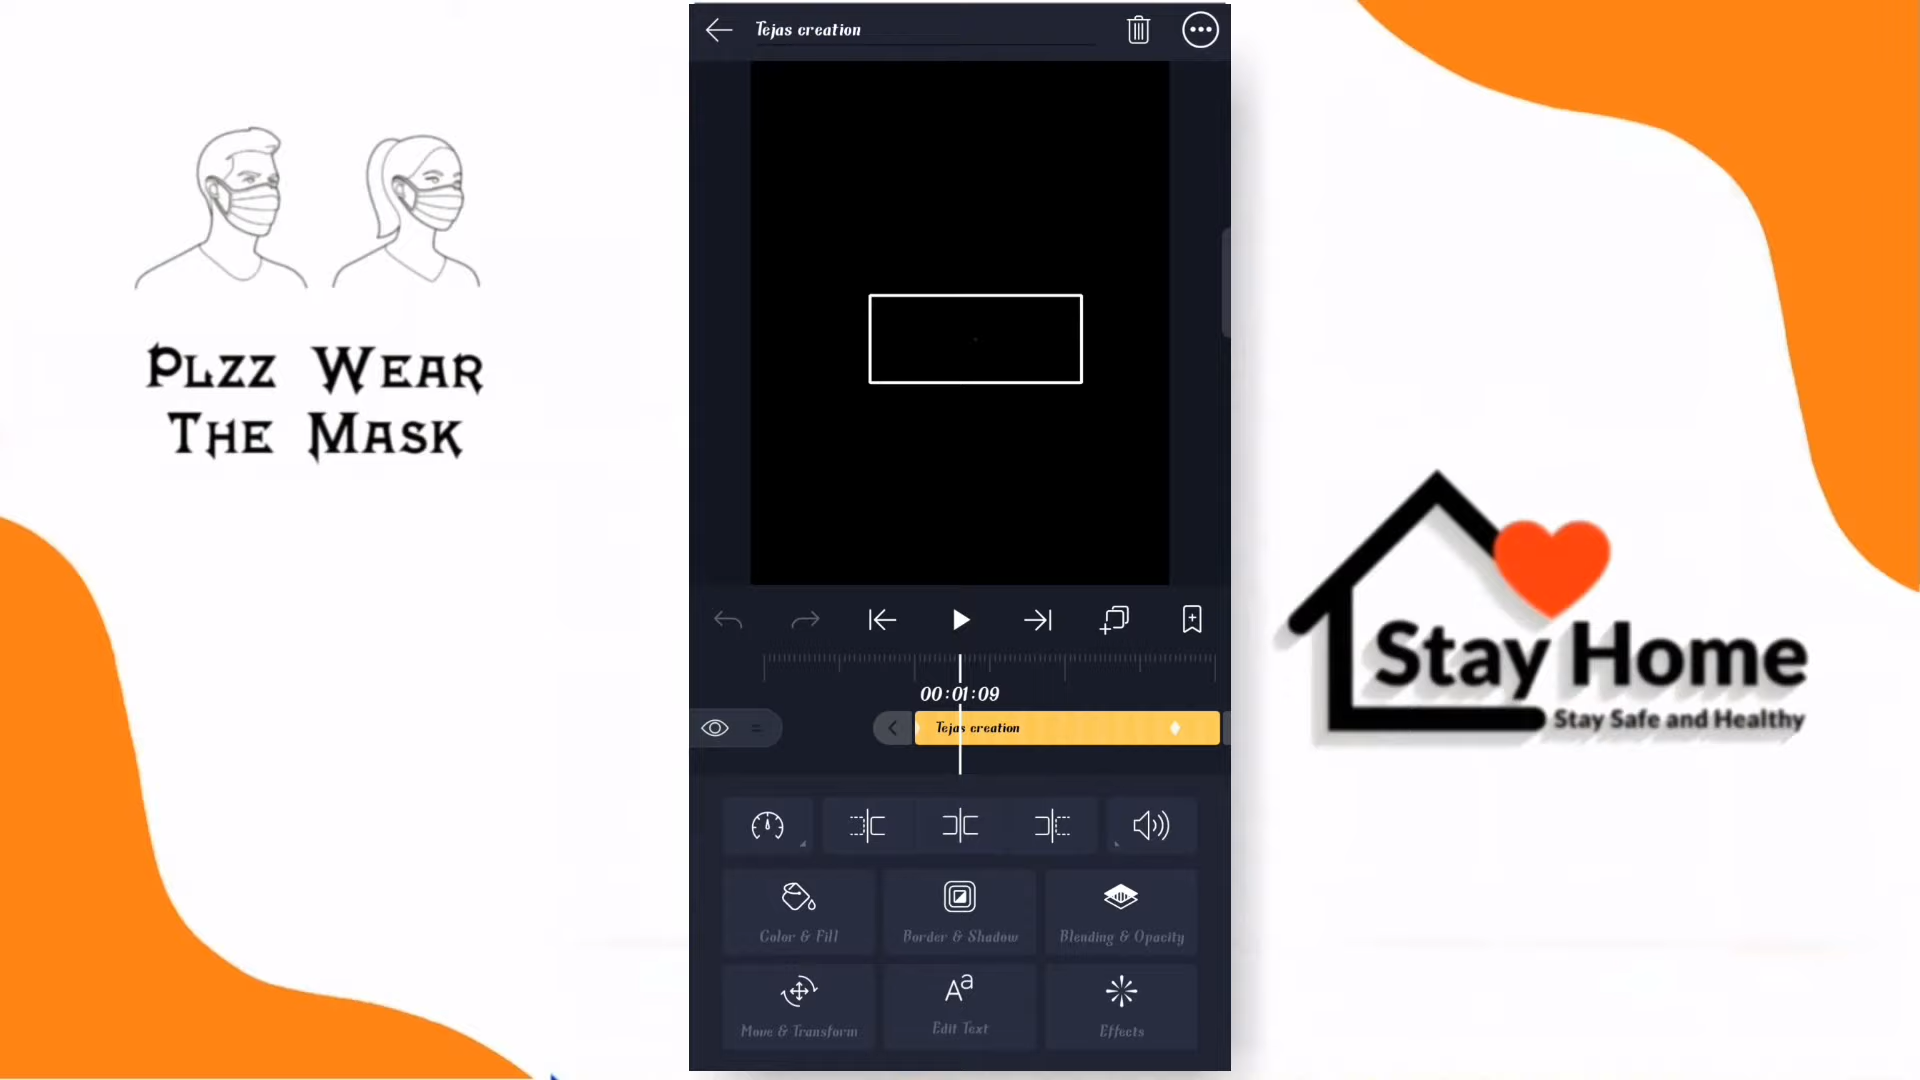 Tejas creation
PLZZ WEAR
THE MASK
00:01:09
Tejas creation
Color & Fill
Border & Shadow
Blending & Opacity
Move & Transform
Aa
Edit Text
Effects
Stay Home
Stay Safe and Healthy